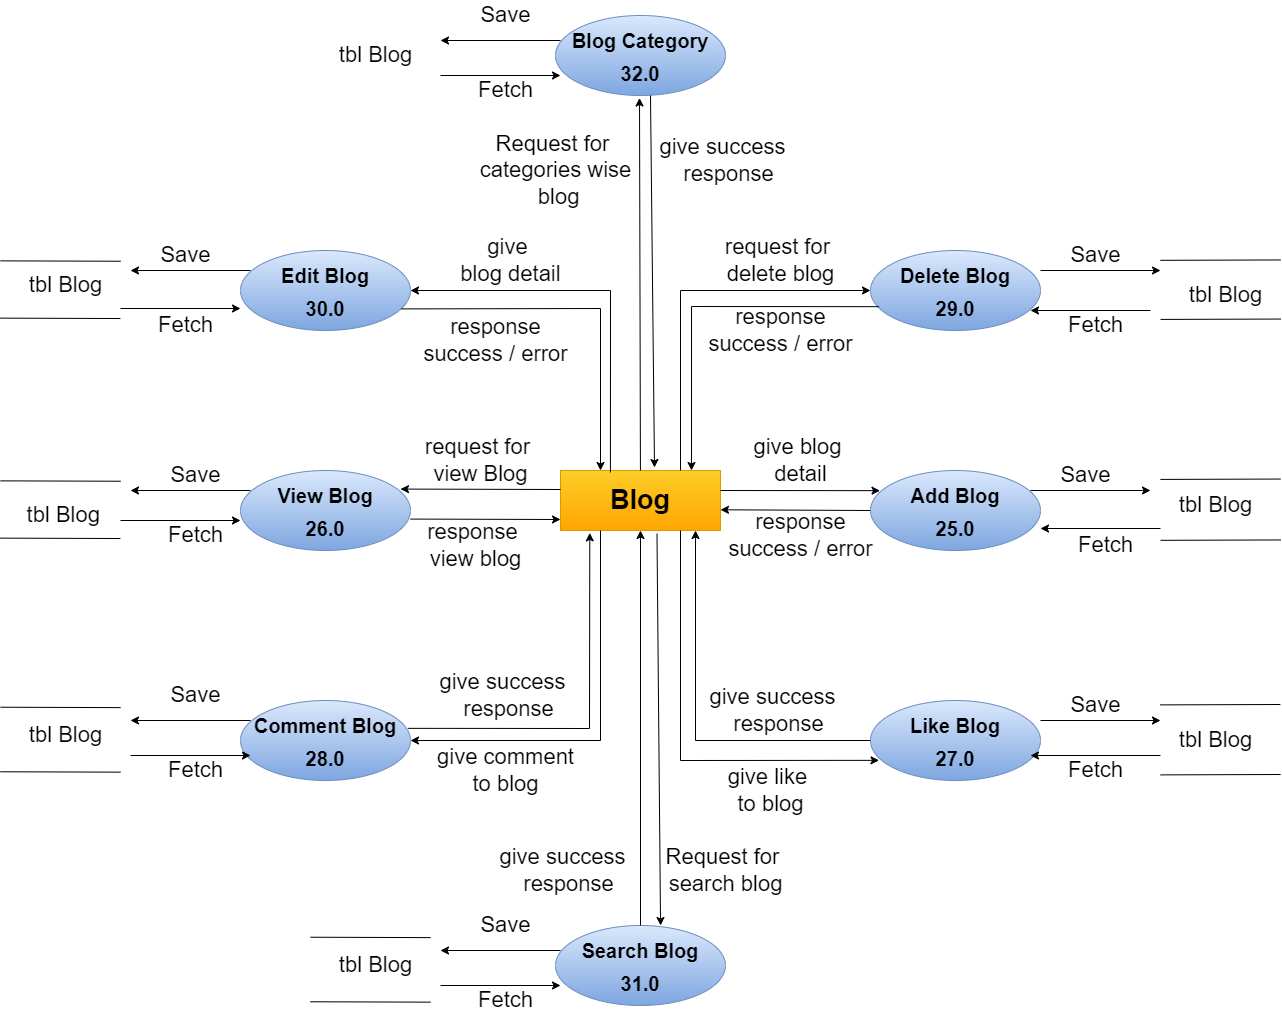 Save
Blog Category
32.0
tbl Blog
Fetch
Request for
categories wise
blog
give success
response
Save
Edit Blog
30.0
tbl Blog
Fetch
give
blog detail
response
success / error
request for
delete blog
response
success / error
Delete Blog
29.0
Save
tbl Blog
Fetch
Save
View Blog
26.0
tbl Blog
Fetch
request for
view Blog
response
view blog
Blog
give blog
detail
response
success / error
Add Blog
25.0
Save
tbl Blog
Fetch
Save
Comment Blog
28.0
tbl Blog
Fetch
give success
response
give comment
to blog
give success
response
give like
to blog
Like Blog
27.0
Save
tbl Blog
Fetch
give success
response
Request for
search blog
Save
Search Blog
31.0
tbl Blog
Fetch